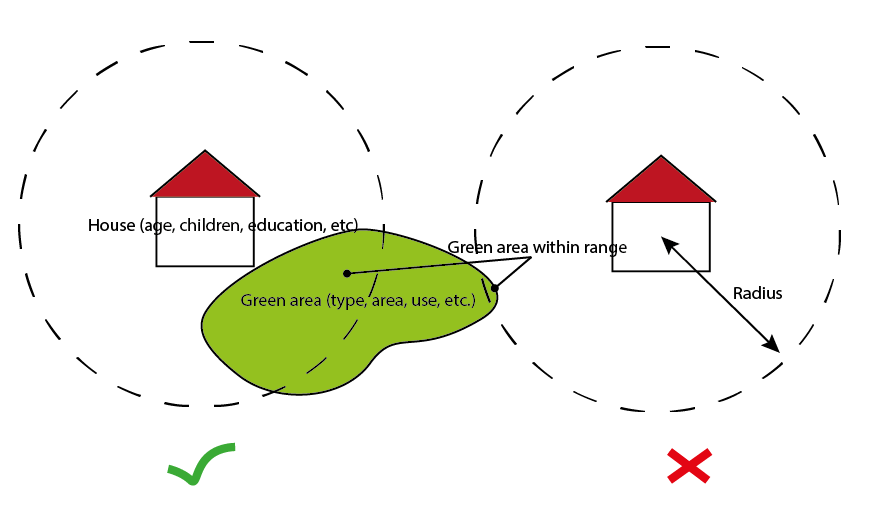 House (age, children, education, etc)
Green area within range
Green area (type, area, use, etc.)
Radius